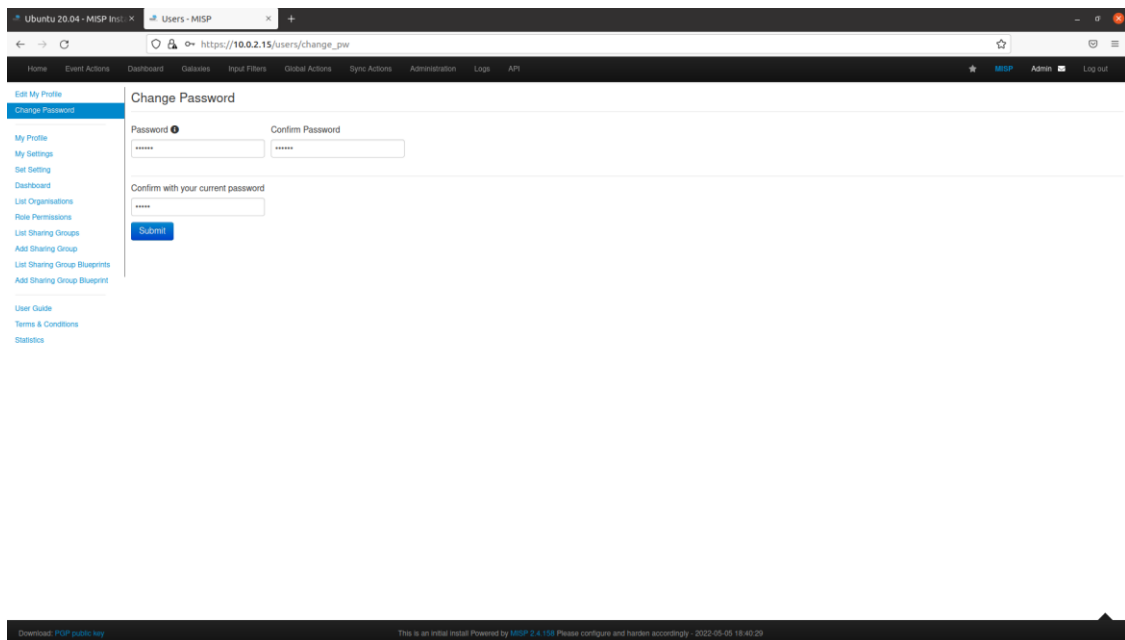 Ubuntu 20.04 - MISP Inst
Users - MISP
https://10.0.2.15/users/change_pw
Home Event Actions Dashboard Galaxies Input Filters Global Actions Sync Actions Administration Logs API MISP Admin Log out
Edit My Profile
Change Password
My Profile
My Settings
Set Setting
Dashboard
List Organisations
Role Permissions
List Sharing Groups
Add Sharing Group
List Sharing Group Blueprints
Add Sharing Group Blueprint
User Guide
Terms & Conditions
Statistics
Change Password
Password Confirm Password
•••••• ••••••
Confirm with your current password
•••••
Submit
Download: PGP public key This is an initial install Powered by MISP 2.4.158 Please configure and harden accordingly - 2022-05-05 18:40:29